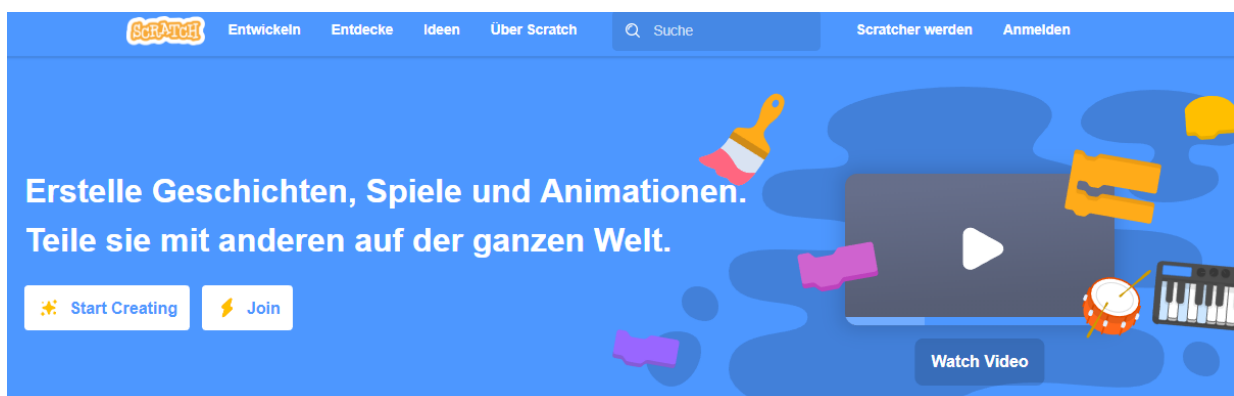 SCRATCH Entwickeln Entdecke Ideen Über Scratch Suche Scratcher werden Anmelden
Erstelle Geschichten, Spiele und Animationen.
Teile sie mit anderen auf der ganzen Welt.
Start Creating Join
Watch Video